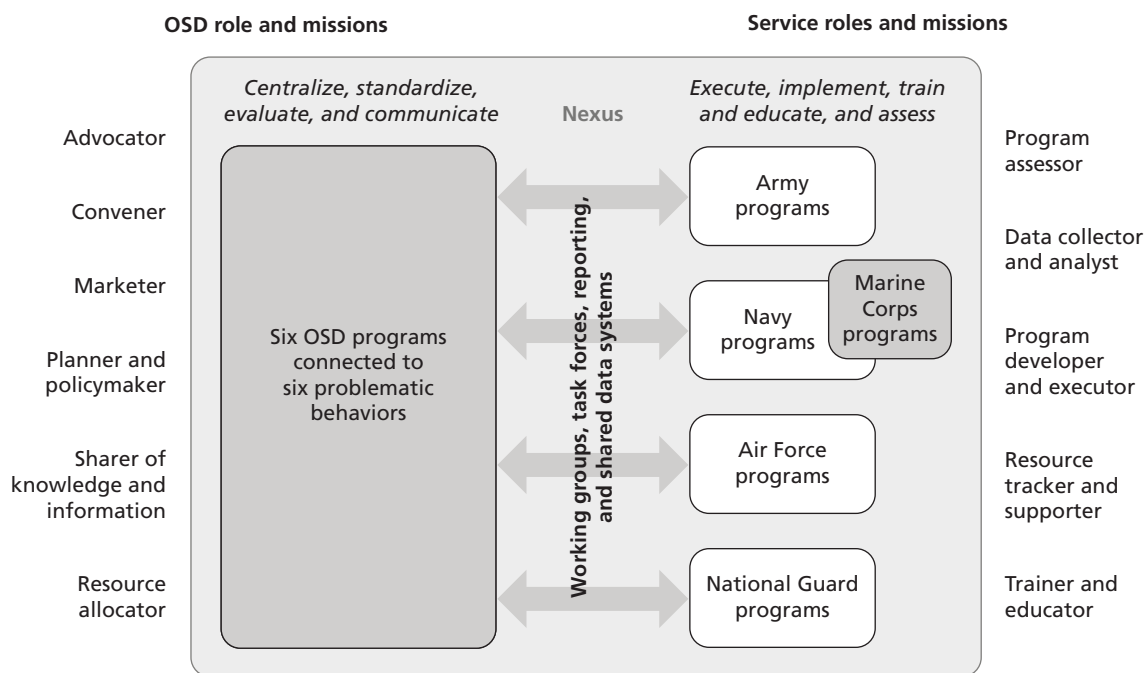 OSD role and missions
Service roles and missions
Centralize, standardize,
evaluate, and communicate
Nexus
Execute, implement, train
and educate, and assess
Advocator
Convener
Marketer
Planner and
policymaker
Sharer of
knowledge and
information
Resource
allocator
Six OSD programs
connected to
six problematic
behaviors
Working groups, task forces, reporting,
and shared data systems
Army
programs
Navy
programs
Marine
Corps
programs
Air Force
programs
National Guard
programs
Program
assessor
Data collector
and analyst
Program
developer
and executor
Resource
tracker and
supporter
Trainer and
educator